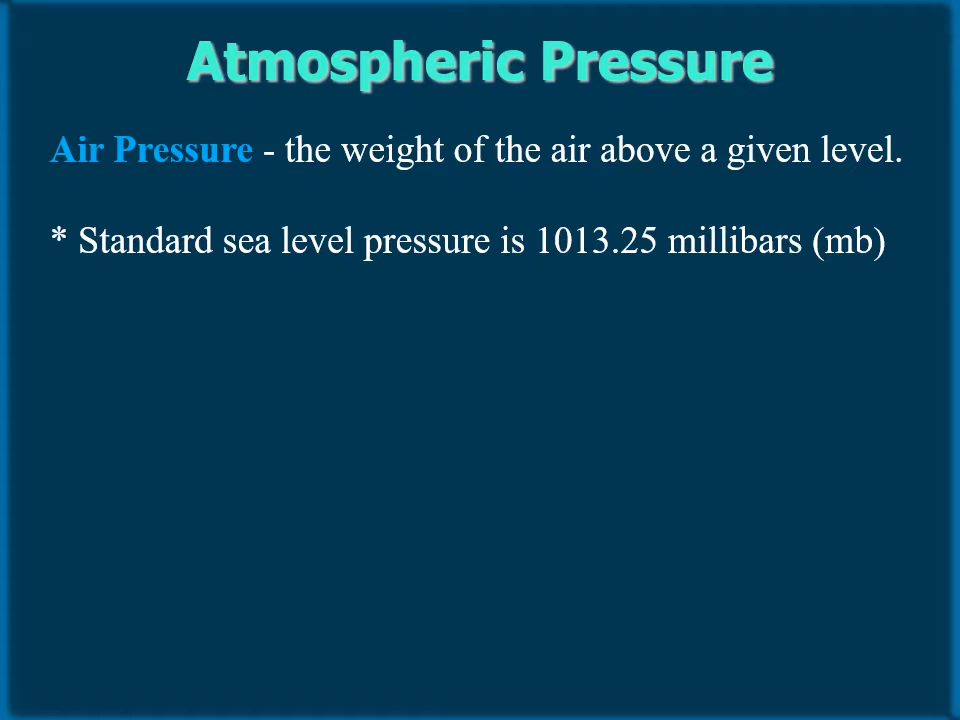 Atmospheric Pressure
Air Pressure - the weight of the air above a given level.
* Standard sea level pressure is 1013.25 millibars (mb)